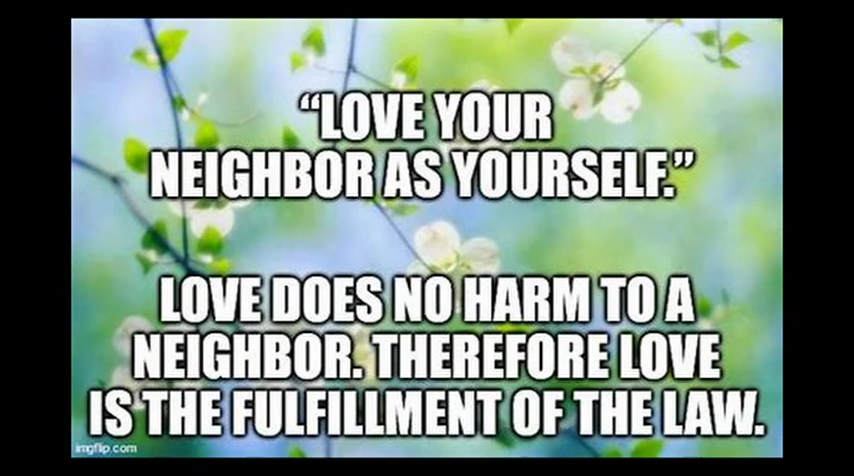 “LOVE YOUR
NEIGHBOR AS YOURSELF.”
LOVE DOES NO HARM TO A
NEIGHBOR. THEREFORE LOVE
IS THE FULFILLMENT OF THE LAW.
imgflip.com